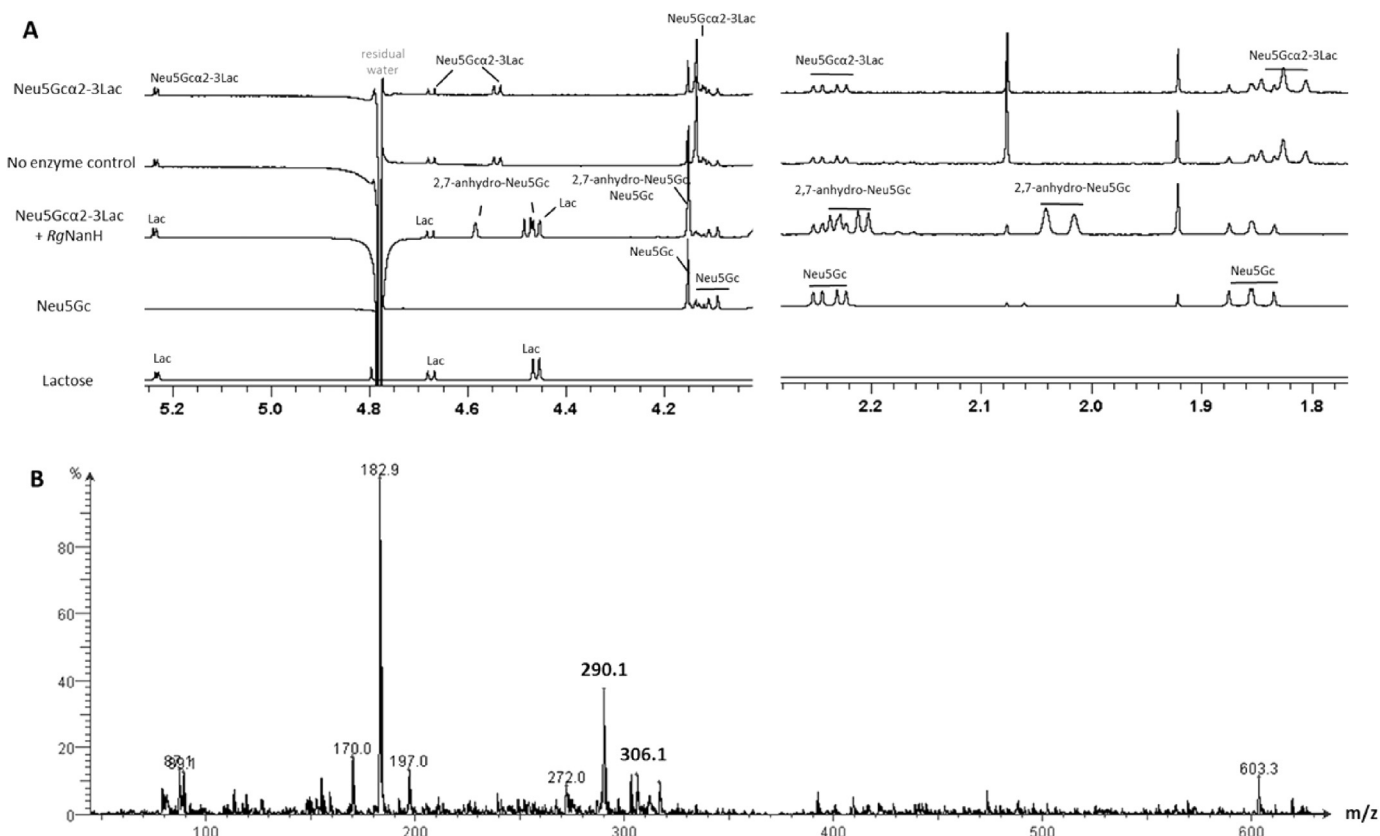 A
Neu5Gcα2-3Lac
Neu5Gcα2-3Lac
residual
water
Neu5Gcα2-3Lac
Neu5Gcα2-3Lac
Neu5Gcα2-3Lac
Neu5Gcα2-3Lac
No enzyme control
Neu5Gcα2-3Lac
+ RgNanH
Lac
Lac
2,7-anhydro-Neu5Gc
Lac
2,7-anhydro-Neu5Gc
Neu5Gc
2,7-anhydro-Neu5Gc
2,7-anhydro-Neu5Gc
Neu5Gc
Neu5Gc
Neu5Gc
Neu5Gc
Neu5Gc
Lactose
Lac
Lac
Lac
5.2 5.0 4.8 4.6 4.4 4.2
2.2 2.1 2.0 1.9 1.8
B
%
80
60
40
20
0
182.9
170.0
197.0
272.0
290.1
306.1
603.3
100 200 300 400 500 600 m/z